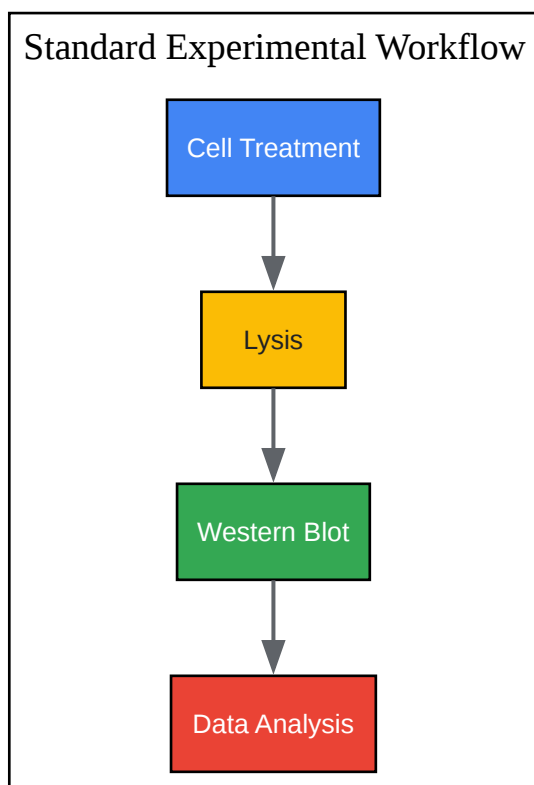 Standard Experimental Workflow
Cell Treatment
Lysis
Western Blot
Data Analysis